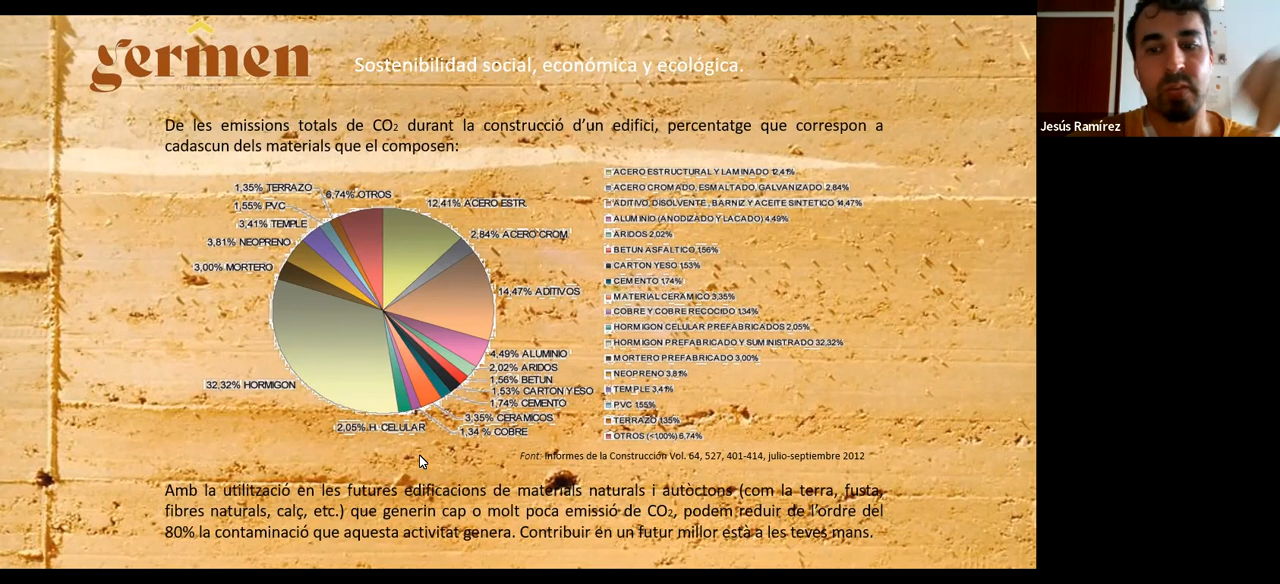 germen
Sostenibilidad social, económica y ecológica.
De les emissions totals de CO₂ durant la construcció d'un edifici, percentatge que correspon a
cadascun dels materials que el composen:
1,35% TERRAZO
6,74% OTROS
12,41% ACERO ESTR.
1,55% PVC
3,41% TEMPLE
2,84% ACERO CROM.
3,81% NEOPRENO
3,00% MORTERO
14,47% ADITIVOS
4,49% ALUMINIO
2,02% ARIDOS
1,56% BETUN
32,32% HORMIGON
1,53% CARTON YESO
1,74% CEMENTO
3,35% CERAMICOS
2,05% H. CELULAR
1,34 % COBRE
ACERO ESTRUCTURAL Y LAMINADO 12,41%
ACERO CROMADO, ESMALTADO, GALVANIZADO 2,84%
ADITIVO, DISOLVENTE , BARNIZ Y ACEITE SINTETICO 14,47%
ALUMINIO (ANODIZADO Y LACADO) 4,49%
ARIDOS 2,02%
BETUN ASFÁLTICO 1,56%
CARTON YESO 1,53%
CEMENTO 1,74%
MATERIAL CERAMICO 3,35%
COBRE Y COBRE RECOCIDO 1,34%
HORMIGON CELULAR PREFABRICADOS 2,05%
HORMIGON PREFABRICADO Y SUMINISTRADO 32,32%
MORTERO PREFABRICADO 3,00%
NEOPRENO 3,81%
TEMPLE 3,41%
PVC 1,55%
TERRAZO 1,35%
OTROS (<1,00%) 6,74%
Font: Informes de la Construcción Vol. 64, 527, 401-414, julio-septiembre 2012
Amb la utilització en les futures edificacions de materials naturals i autòctons (com la terra, fusta,
fibres naturals, calç, etc.) que generin cap o molt poca emissió de CO₂, podem reduir de l'ordre del
80% la contaminació que aquesta activitat genera. Contribuir en un futur millor està a les teves mans.
Jesús Ramírez